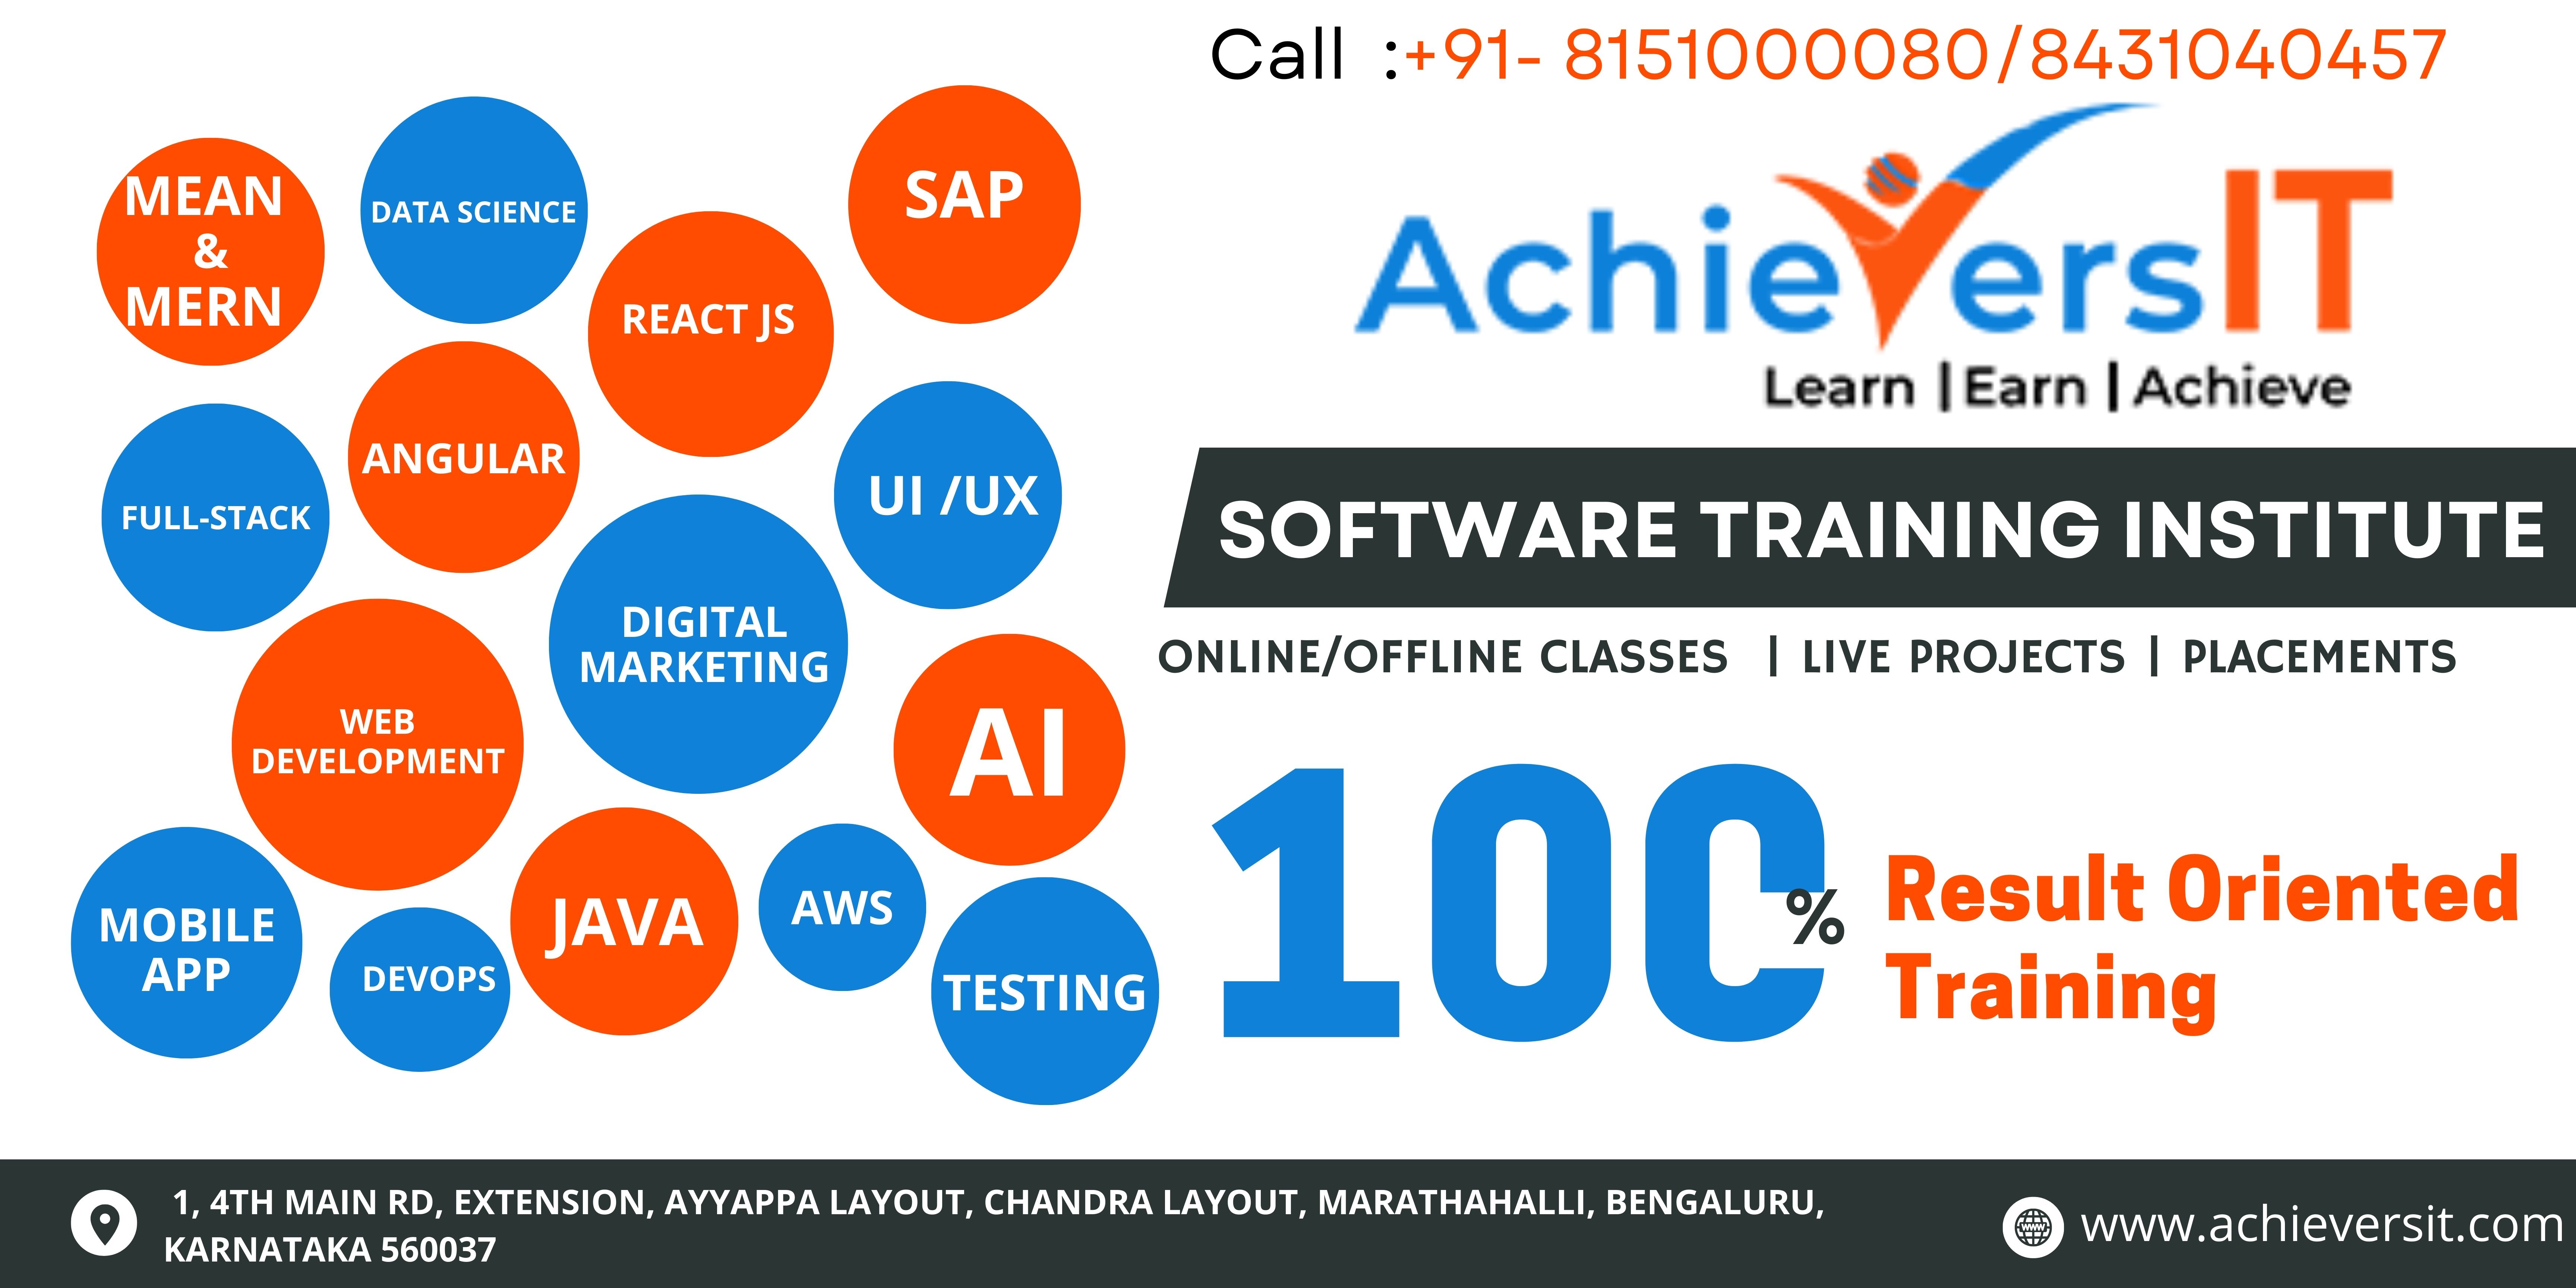 Call :+91- 8151000080/8431040457
AchieversIT
Learn | Earn | Achieve
SOFTWARE TRAINING INSTITUTE
ONLINE/OFFLINE CLASSES | LIVE PROJECTS | PLACEMENTS
100%
Result Oriented
Training
MEAN
&
MERN
DATA SCIENCE
REACT JS
SAP
FULL-STACK
ANGULAR
UI /UX
DIGITAL
MARKETING
WEB
DEVELOPMENT
AI
MOBILE
APP
DEVOPS
JAVA
AWS
TESTING
1, 4TH MAIN RD, EXTENSION, AYYAPPA LAYOUT, CHANDRA LAYOUT, MARATHAHALLI, BENGALURU,
KARNATAKA 560037
www.achieversit.com